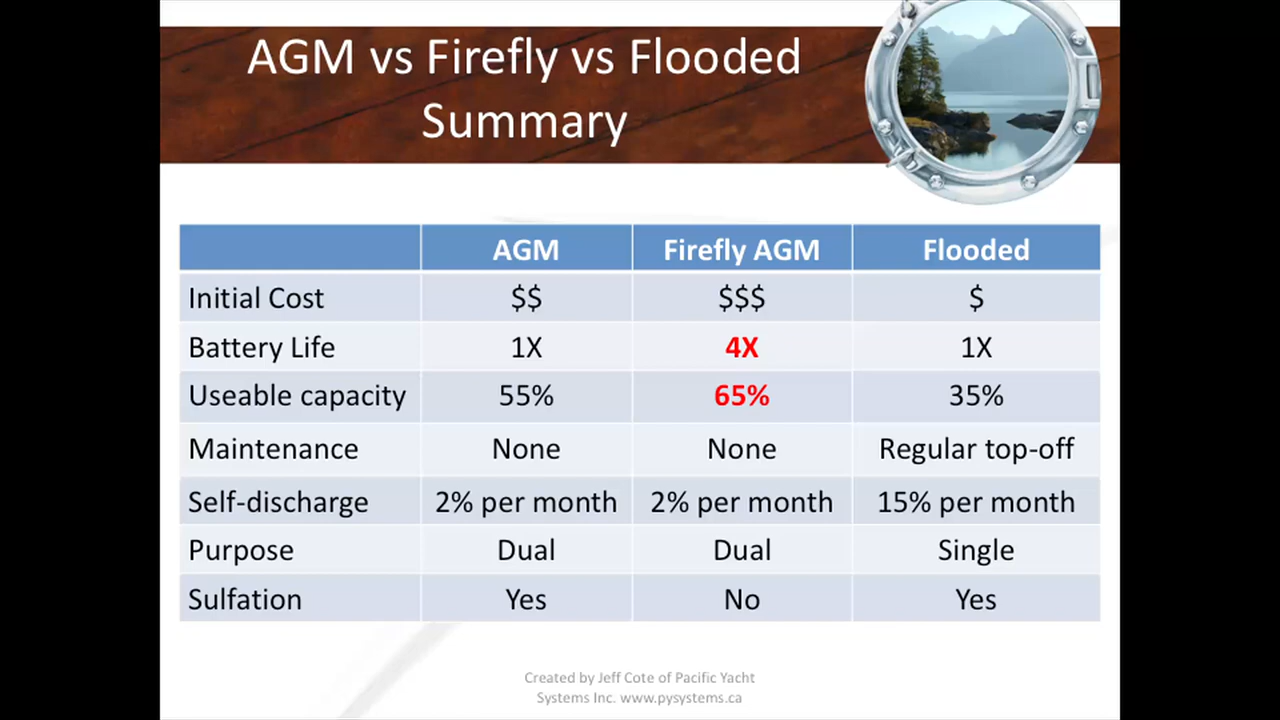 AGM vs Firefly vs Flooded
Summary
AGM Firefly AGM Flooded
Initial Cost $$ $$$ $
Battery Life 1X 4X 1X
Useable capacity 55% 65% 35%
Maintenance None None Regular top-off
Self-discharge 2% per month 2% per month 15% per month
Purpose Dual Dual Single
Sulfation Yes No Yes
Created by Jeff Cote of Pacific Yacht
Systems Inc. www.pysystems.ca